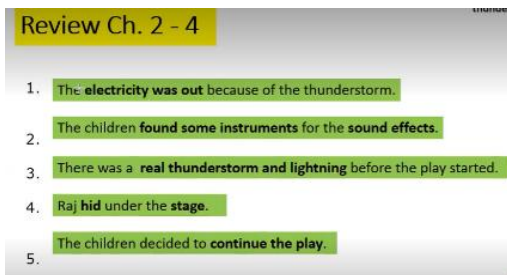 Review Ch. 2 - 4
1. The electricity was out because of the thunderstorm.
2. The children found some instruments for the sound effects.
3. There was a real thunderstorm and lightning before the play started.
4. Raj hid under the stage.
5. The children decided to continue the play.